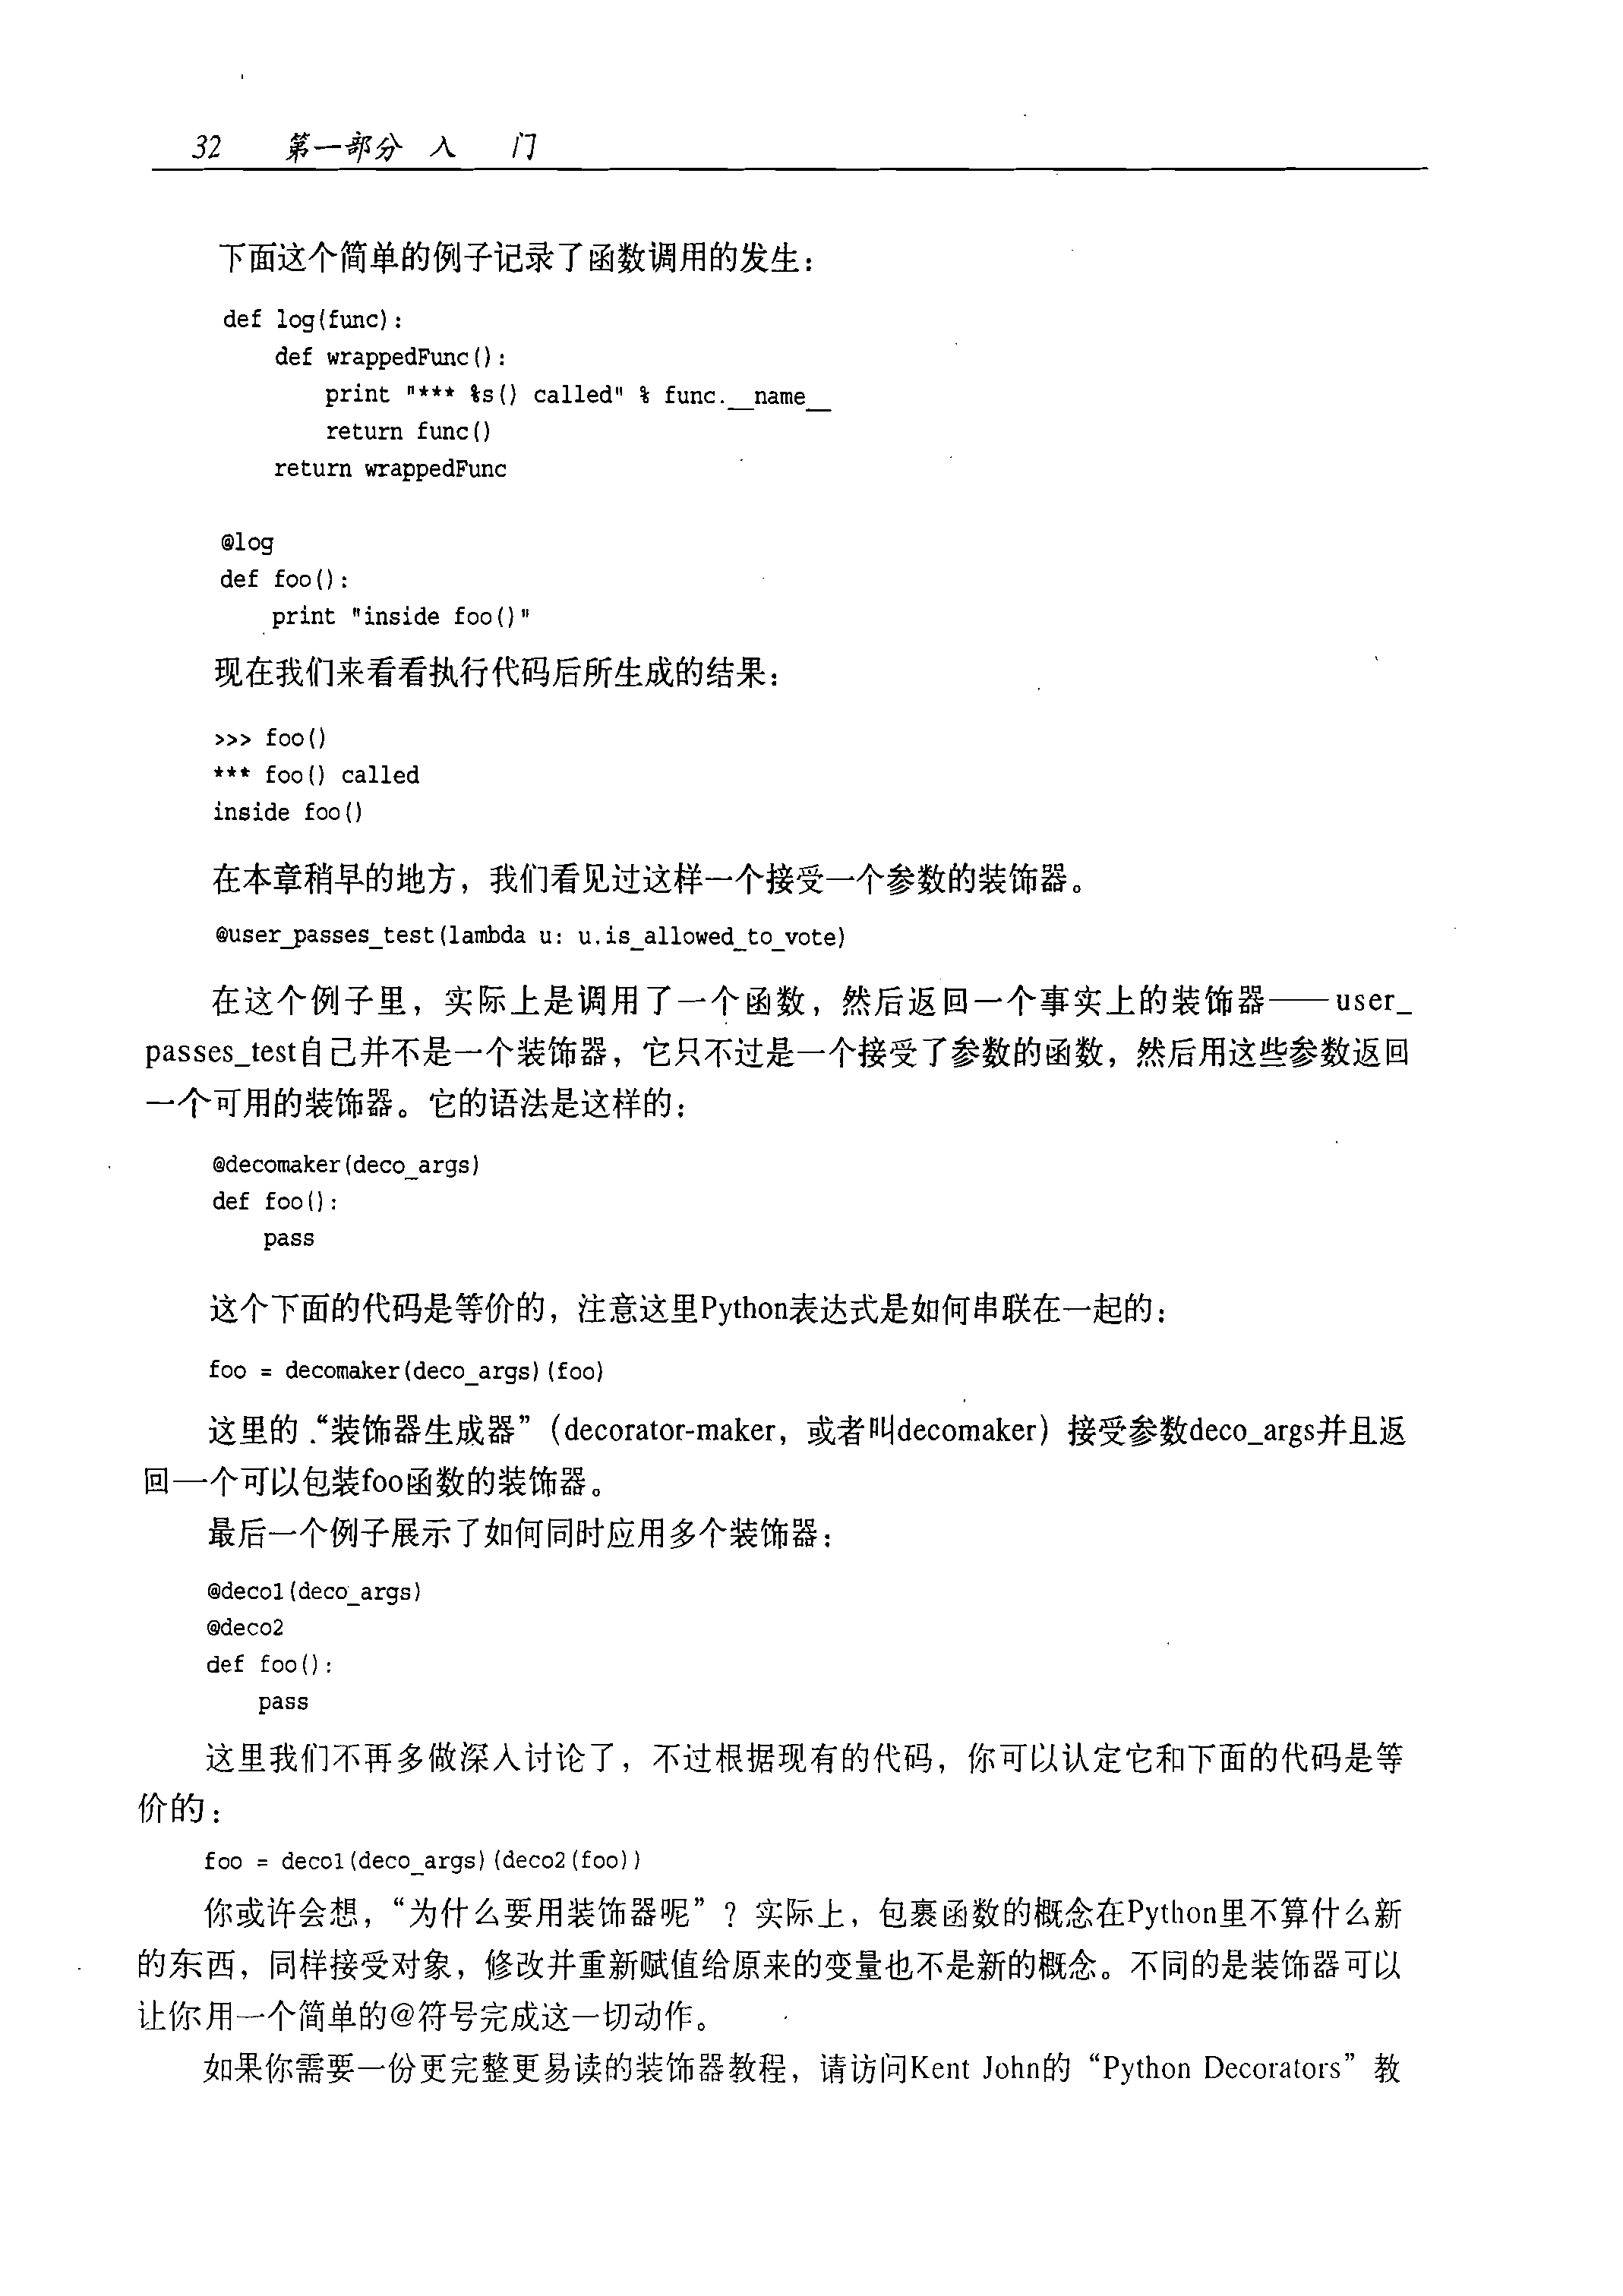 32 第一部分 入 门
下面这个简单的例子记录了函数调用的发生：
def log(func):
    def wrappedFunc():
        print "*** %s() called" % func.__name__
        return func()
    return wrappedFunc
@log
def foo():
    print "inside foo()"
现在我们来看看执行代码后所生成的结果：
>>> foo()
*** foo() called
inside foo()
在本章稍早的地方，我们看见过这样一个接受一个参数的装饰器。
@user_passes_test(lambda u: u.is_allowed_to_vote)
在这个例子里，实际上是调用了一个函数，然后返回一个事实上的装饰器——user_
passes_test自己并不是一个装饰器，它只不过是一个接受了参数的函数，然后用这些参数返回
一个可用的装饰器。它的语法是这样的：
@decomaker(deco_args)
def foo():
    pass
这个下面的代码是等价的，注意这里Python表达式是如何串联在一起的：
foo = decomaker(deco_args)(foo)
这里的“装饰器生成器”（decorator-maker，或者叫decomaker）接受参数deco_args并且返
回一个可以包装foo函数的装饰器。
最后一个例子展示了如何同时应用多个装饰器：
@deco1(deco_args)
@deco2
def foo():
    pass
这里我们不再多做深入讨论了，不过根据现有的代码，你可以认定它和下面的代码是等
价的：
foo = deco1(deco_args)(deco2(foo))
你或许会想，“为什么要用装饰器呢”？实际上，包裹函数的概念在Python里不算什么新
的东西，同样接受对象，修改并重新赋值给原来的变量也不是新的概念。不同的是装饰器可以
让你用一个简单的@符号完成这一切动作。
如果你需要一份更完整更易读的装饰器教程，请访问Kent John的“Python Decorators”教